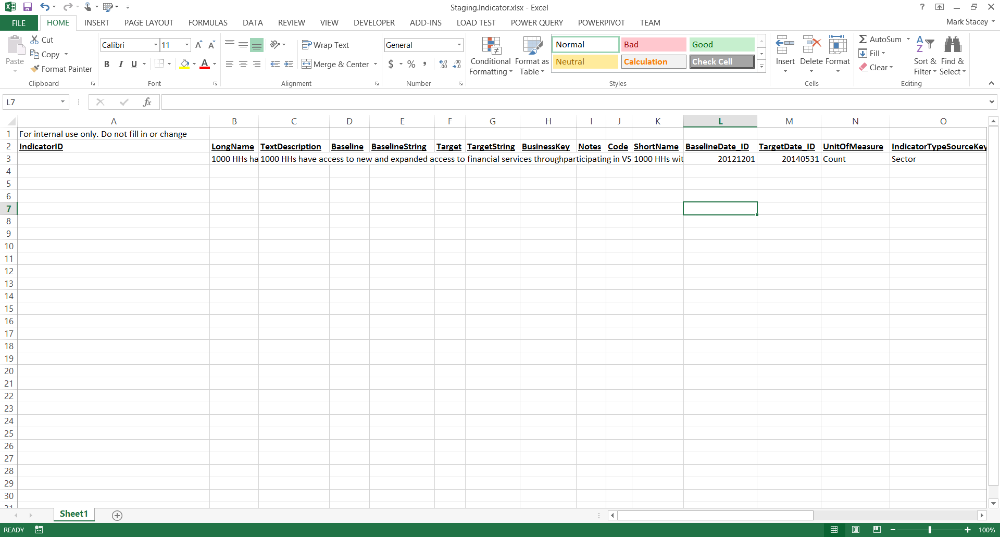 Staging.Indicator.xlsx - Excel
FILE HOME INSERT PAGE LAYOUT FORMULAS DATA REVIEW VIEW DEVELOPER ADD-INS LOAD TEST POWER QUERY POWERPIVOT TEAM Mark Stacey
Paste
Cut
Copy
Format Painter
Clipboard
Calibri 11
B I U
Font
Wrap Text
Merge & Center
Alignment
General
$ % ,
Number
Conditional Formatting
Format as Table
Normal Bad Good
Neutral Calculation Check Cell
Styles
Insert Delete Format
Cells
AutoSum
Fill
Clear
Sort & Filter
Find & Select
Editing
L7
fx
A B C D E F G H I J K L M N O
1 For internal use only. Do not fill in or change
2 IndicatorID LongName TextDescription Baseline BaselineString Target TargetString BusinessKey Notes Code ShortName BaselineDate_ID TargetDate_ID UnitOfMeasure IndicatorTypeSourceKey
3 1000 HHs ha 1000 HHs have access to new and expanded access to financial services throughparticipating in VS 1000 HHs wit 20121201 20140531 Count Sector
4
5
6
7
8
9
10
11
12
13
14
15
16
17
18
19
20
21
22
23
24
25
26
27
28
29
30
31
Sheet1
READY
100%